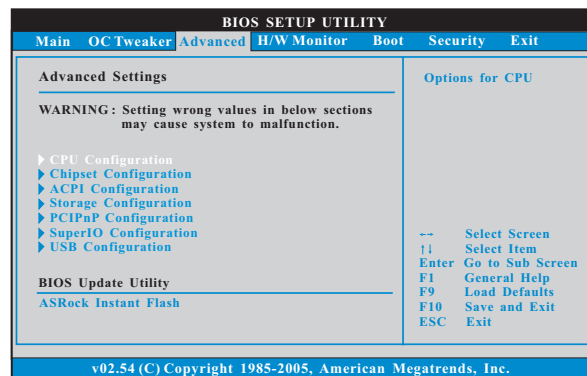 BIOS SETUP UTILITY
Main OC Tweaker Advanced H/W Monitor Boot Security Exit
Advanced Settings
WARNING : Setting wrong values in below sections
may cause system to malfunction.
CPU Configuration
Chipset Configuration
ACPI Configuration
Storage Configuration
PCIPnP Configuration
SuperIO Configuration
USB Configuration
BIOS Update Utility
ASRock Instant Flash
Options for CPU
←→ Select Screen
↑↓ Select Item
Enter Go to Sub Screen
F1 General Help
F9 Load Defaults
F10 Save and Exit
ESC Exit
v02.54 (C) Copyright 1985-2005, American Megatrends, Inc.